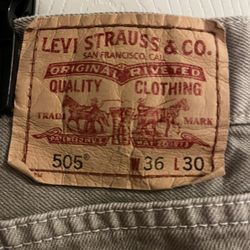 LEVI STRAUSS & CO.
SAN FRANCISCO, CAL.
ORIGINAL RIVETED
QUALITY CLOTHING
TRADE MARK
505® W 36 L 30